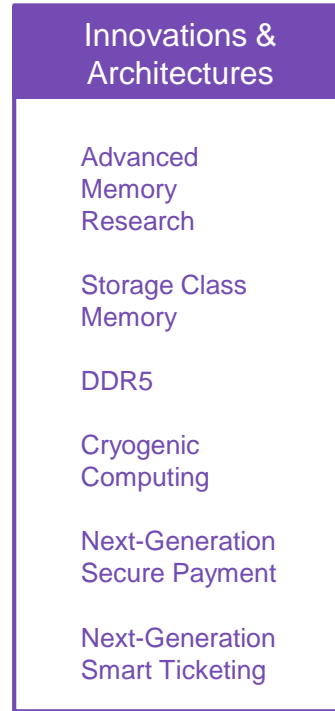 Innovations &
Architectures
Advanced
Memory
Research
Storage Class
Memory
DDR5
Cryogenic
Computing
Next-Generation
Secure Payment
Next-Generation
Smart Ticketing